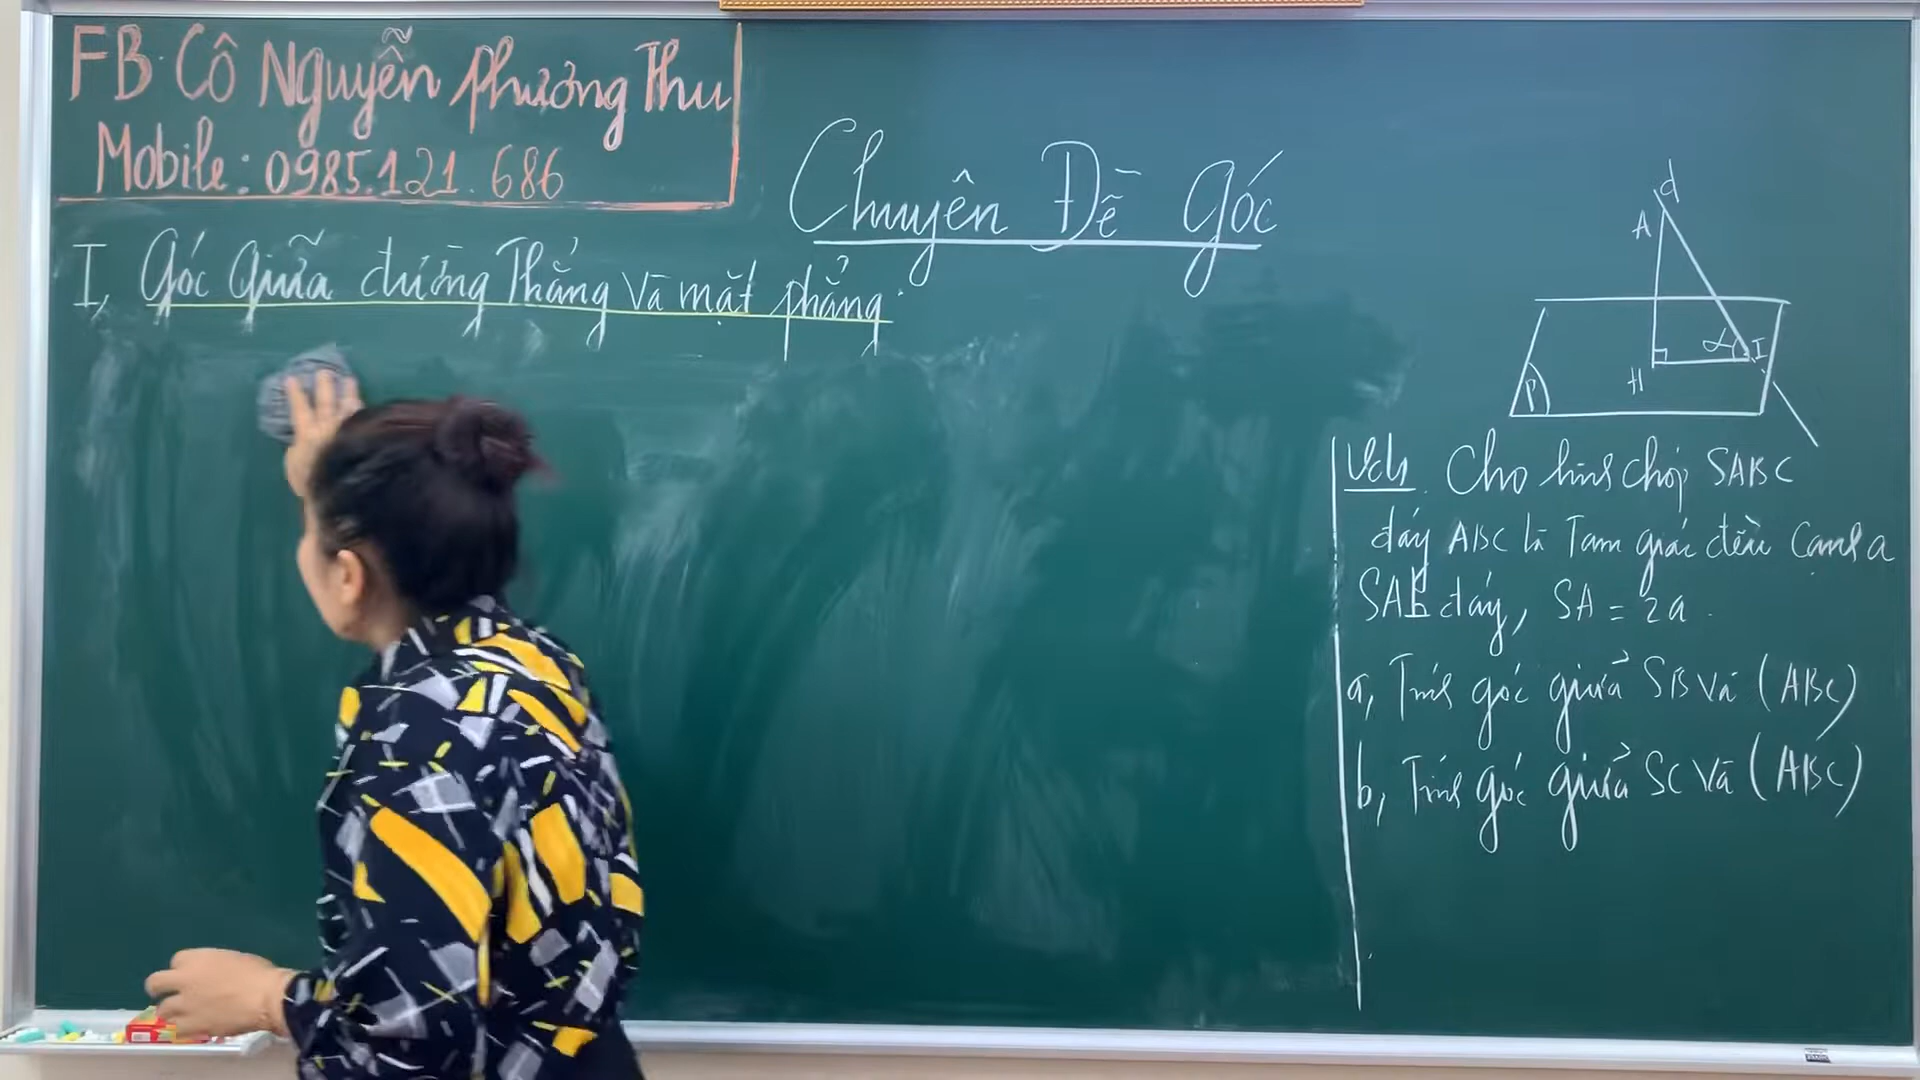 FB. Cô Nguyễn Phương Thu
Mobile: 0985.121.686
Chuyên Đề Góc
I, Góc giữa đường Thẳng và mặt phẳng.
d
A
α
I
H
P
Cho hình chóp SABC
đáy ABC là Tam giác đều cạnh a
SA⊥ đáy, SA = 2a.
a, Tính góc giữa SB và (ABC)
b, Tính góc giữa SC và (ABC)